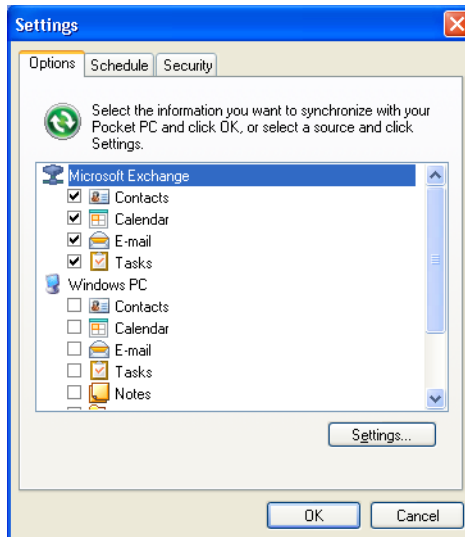 Settings
Options Schedule Security
Select the information you want to synchronize with your
Pocket PC and click OK, or select a source and click
Settings.
Microsoft Exchange
Contacts
Calendar
E-mail
Tasks
Windows PC
Contacts
Calendar
E-mail
Tasks
Notes
Settings...
OK Cancel